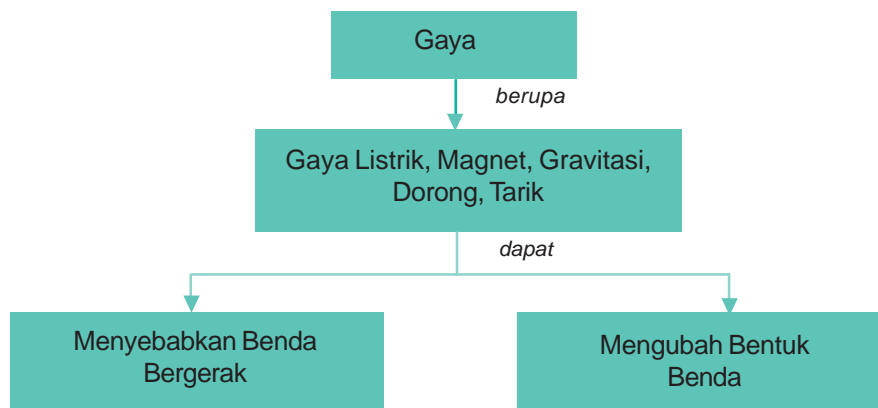 Gaya
berupa
Gaya Listrik, Magnet, Gravitasi,
Dorong, Tarik
dapat
Menyebabkan Benda
Bergerak
Mengubah Bentuk
Benda